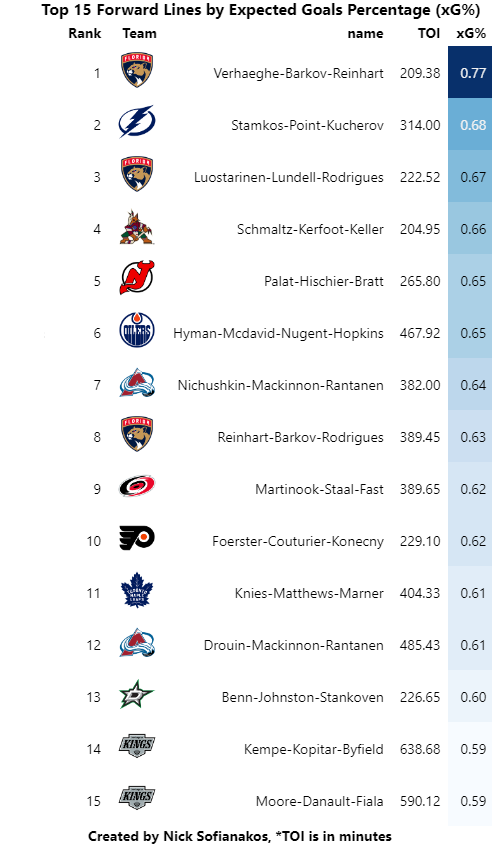 Top 15 Forward Lines by Expected Goals Percentage (xG%)
Rank Team name TOI xG%
1 FLORIDA Verhaeghe-Barkov-Reinhart 209.38 0.77
2 Stamkos-Point-Kucherov 314.00 0.68
3 FLORIDA Luostarinen-Lundell-Rodrigues 222.52 0.67
4 Schmaltz-Kerfoot-Keller 204.95 0.66
5 Palat-Hischier-Bratt 265.80 0.65
6 OILERS Hyman-Mcdavid-Nugent-Hopkins 467.92 0.65
7 Nichushkin-Mackinnon-Rantanen 382.00 0.64
8 FLORIDA Reinhart-Barkov-Rodrigues 389.45 0.63
9 Martinook-Staal-Fast 389.65 0.62
10 Foerster-Couturier-Konecny 229.10 0.62
11 TORONTO MAPLE LEAFS Knies-Matthews-Marner 404.33 0.61
12 Drouin-Mackinnon-Rantanen 485.43 0.61
13 Benn-Johnston-Stankoven 226.65 0.60
14 KINGS Kempe-Kopitar-Byfield 638.68 0.59
15 KINGS Moore-Danault-Fiala 590.12 0.59
Created by Nick Sofianakos, *TOI is in minutes